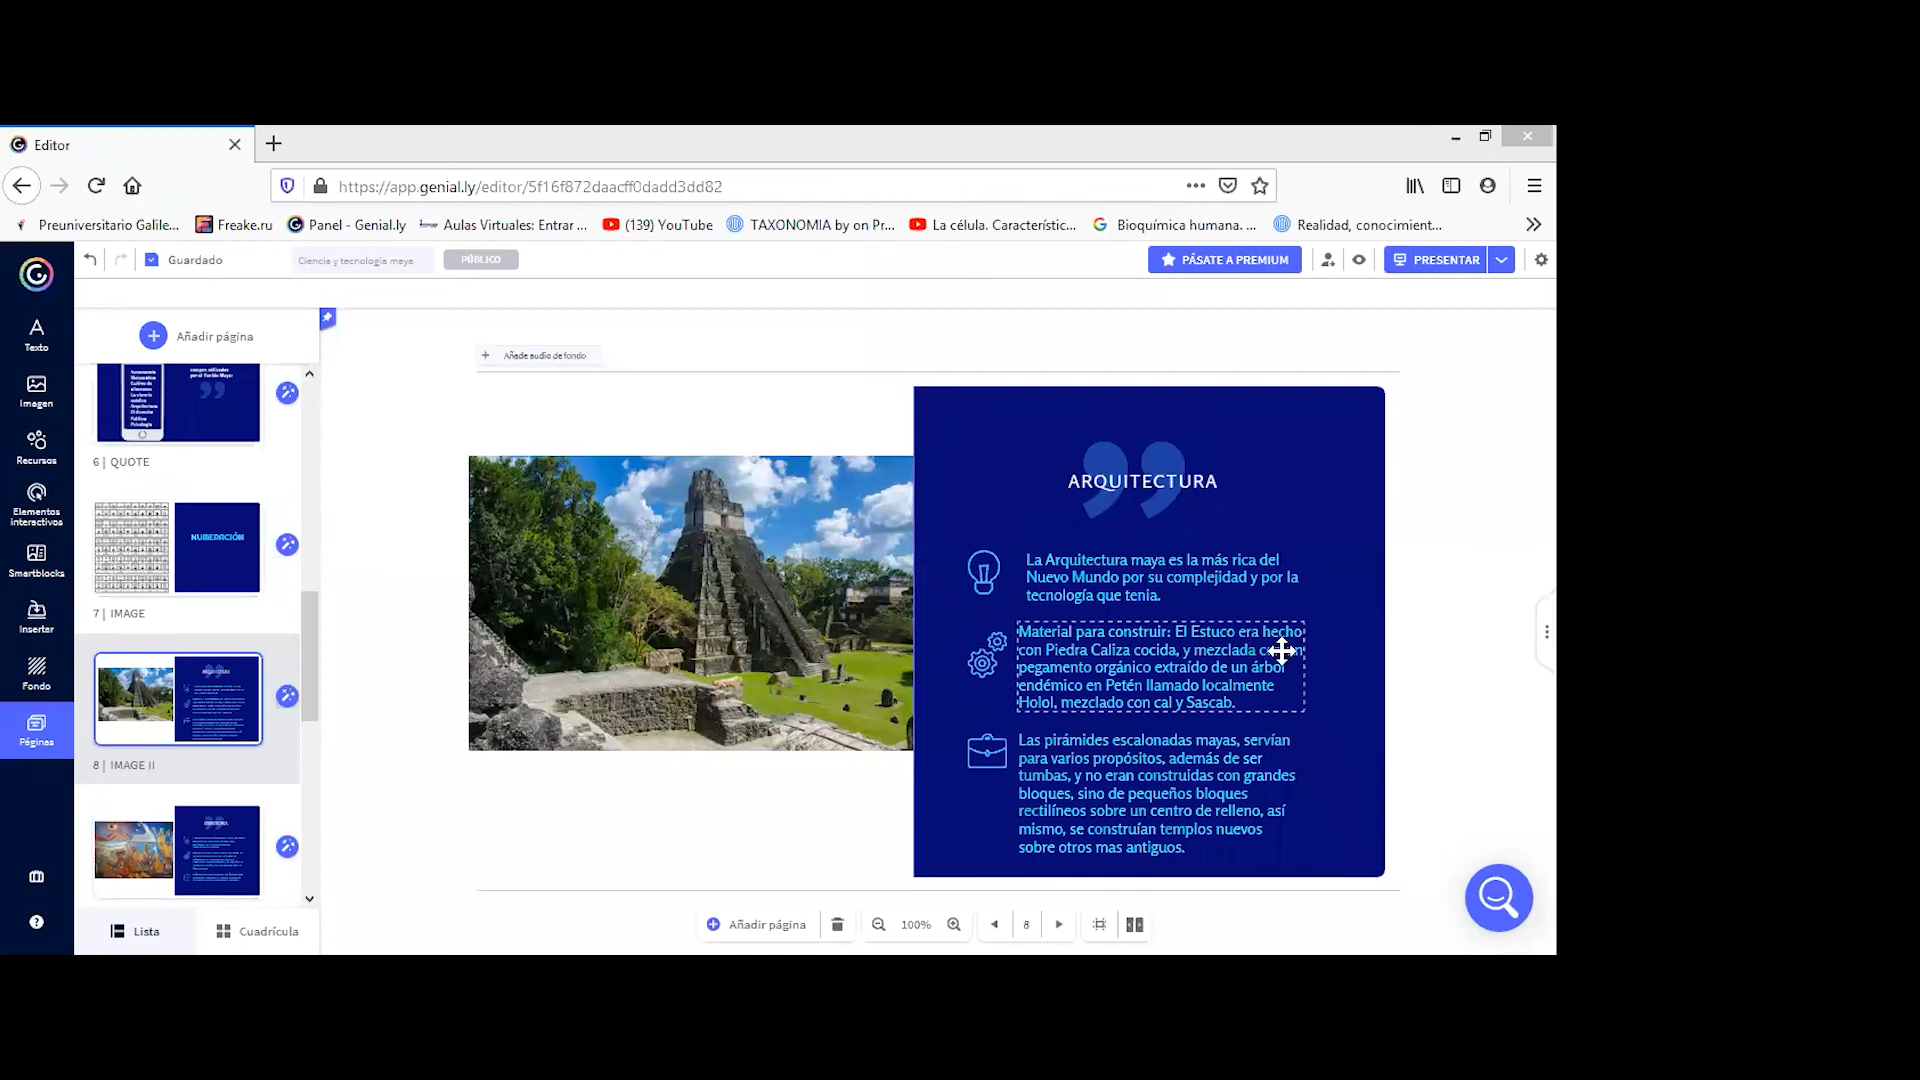 Editor
https://app.genial.ly/editor/5f16f872daacff0dadd3dd82
Preuniversitario Galile...
Freake.ru
Panel - Genial.ly
Aulas Virtuales: Entrar ...
(139) YouTube
TAXONOMIA by on Pr...
La célula. Característic...
Bioquímica humana. ...
Realidad, conocimient...
Guardado
Ciencia y tecnología maya
PÚBLICO
PÁSATE A PREMIUM
PRESENTAR
Texto
Imagen
Recursos
Elementos
interactivos
Smartblocks
Insertar
Fondo
Páginas
Añadir página
6 | QUOTE
NUMERACIÓN
7 | IMAGE
8 | IMAGE II
Lista
Cuadrícula
Añade audio de fondo
ARQUITECTURA
La Arquitectura maya es la más rica del
Nuevo Mundo por su complejidad y por la
tecnología que tenia.
Material para construir: El Estuco era hecho
con Piedra Caliza cocida, y mezclada
pegamento orgánico extraído de un árbol
endémico en Petén llamado localmente
Holol, mezclado con cal y Sascab.
Las pirámides escalonadas mayas, servían
para varios propósitos, además de ser
tumbas, y no eran construidas con grandes
bloques, sino de pequeños bloques
rectilíneos sobre un centro de relleno, así
mismo, se construían templos nuevos
sobre otros mas antiguos.
Añadir página
100%
8